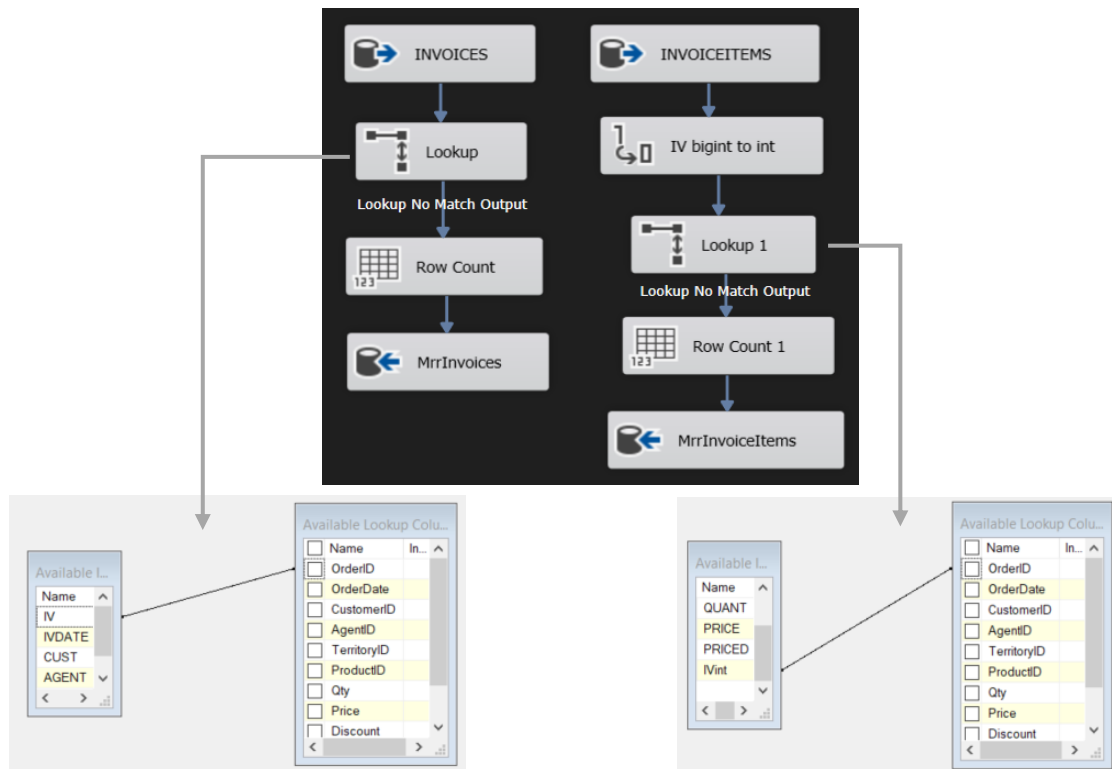 INVOICES
Lookup
Lookup No Match Output
123
Row Count
MrrInvoices
INVOICEITEMS
IV bigint to int
Lookup 1
Lookup No Match Output
123
Row Count 1
MrrInvoiceItems
Available I...
Name
IV
IVDATE
CUST
AGENT
Available Lookup Colu...
Name In...
OrderID
OrderDate
CustomerID
AgentID
TerritoryID
ProductID
Qty
Price
Discount
Available I...
Name
QUANT
PRICE
PRICED
IVint
Available Lookup Colu...
Name In...
OrderID
OrderDate
CustomerID
AgentID
TerritoryID
ProductID
Qty
Price
Discount